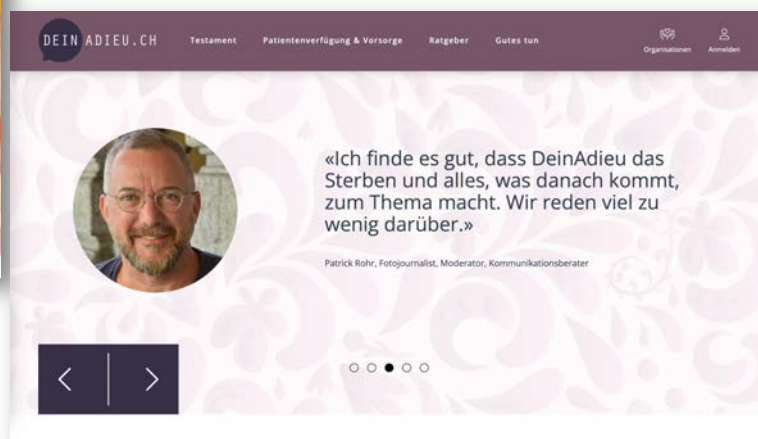 DEIN ADIEU.CH
Testament
Patientenverfügung & Vorsorge
Ratgeber
Gutes tun
Organisationen
Anmelden
«Ich finde es gut, dass DeinAdieu das
Sterben und alles, was danach kommt,
zum Thema macht. Wir reden viel zu
wenig darüber.»
Patrick Rohr, Fotojournalist, Moderator, Kommunikationsberater